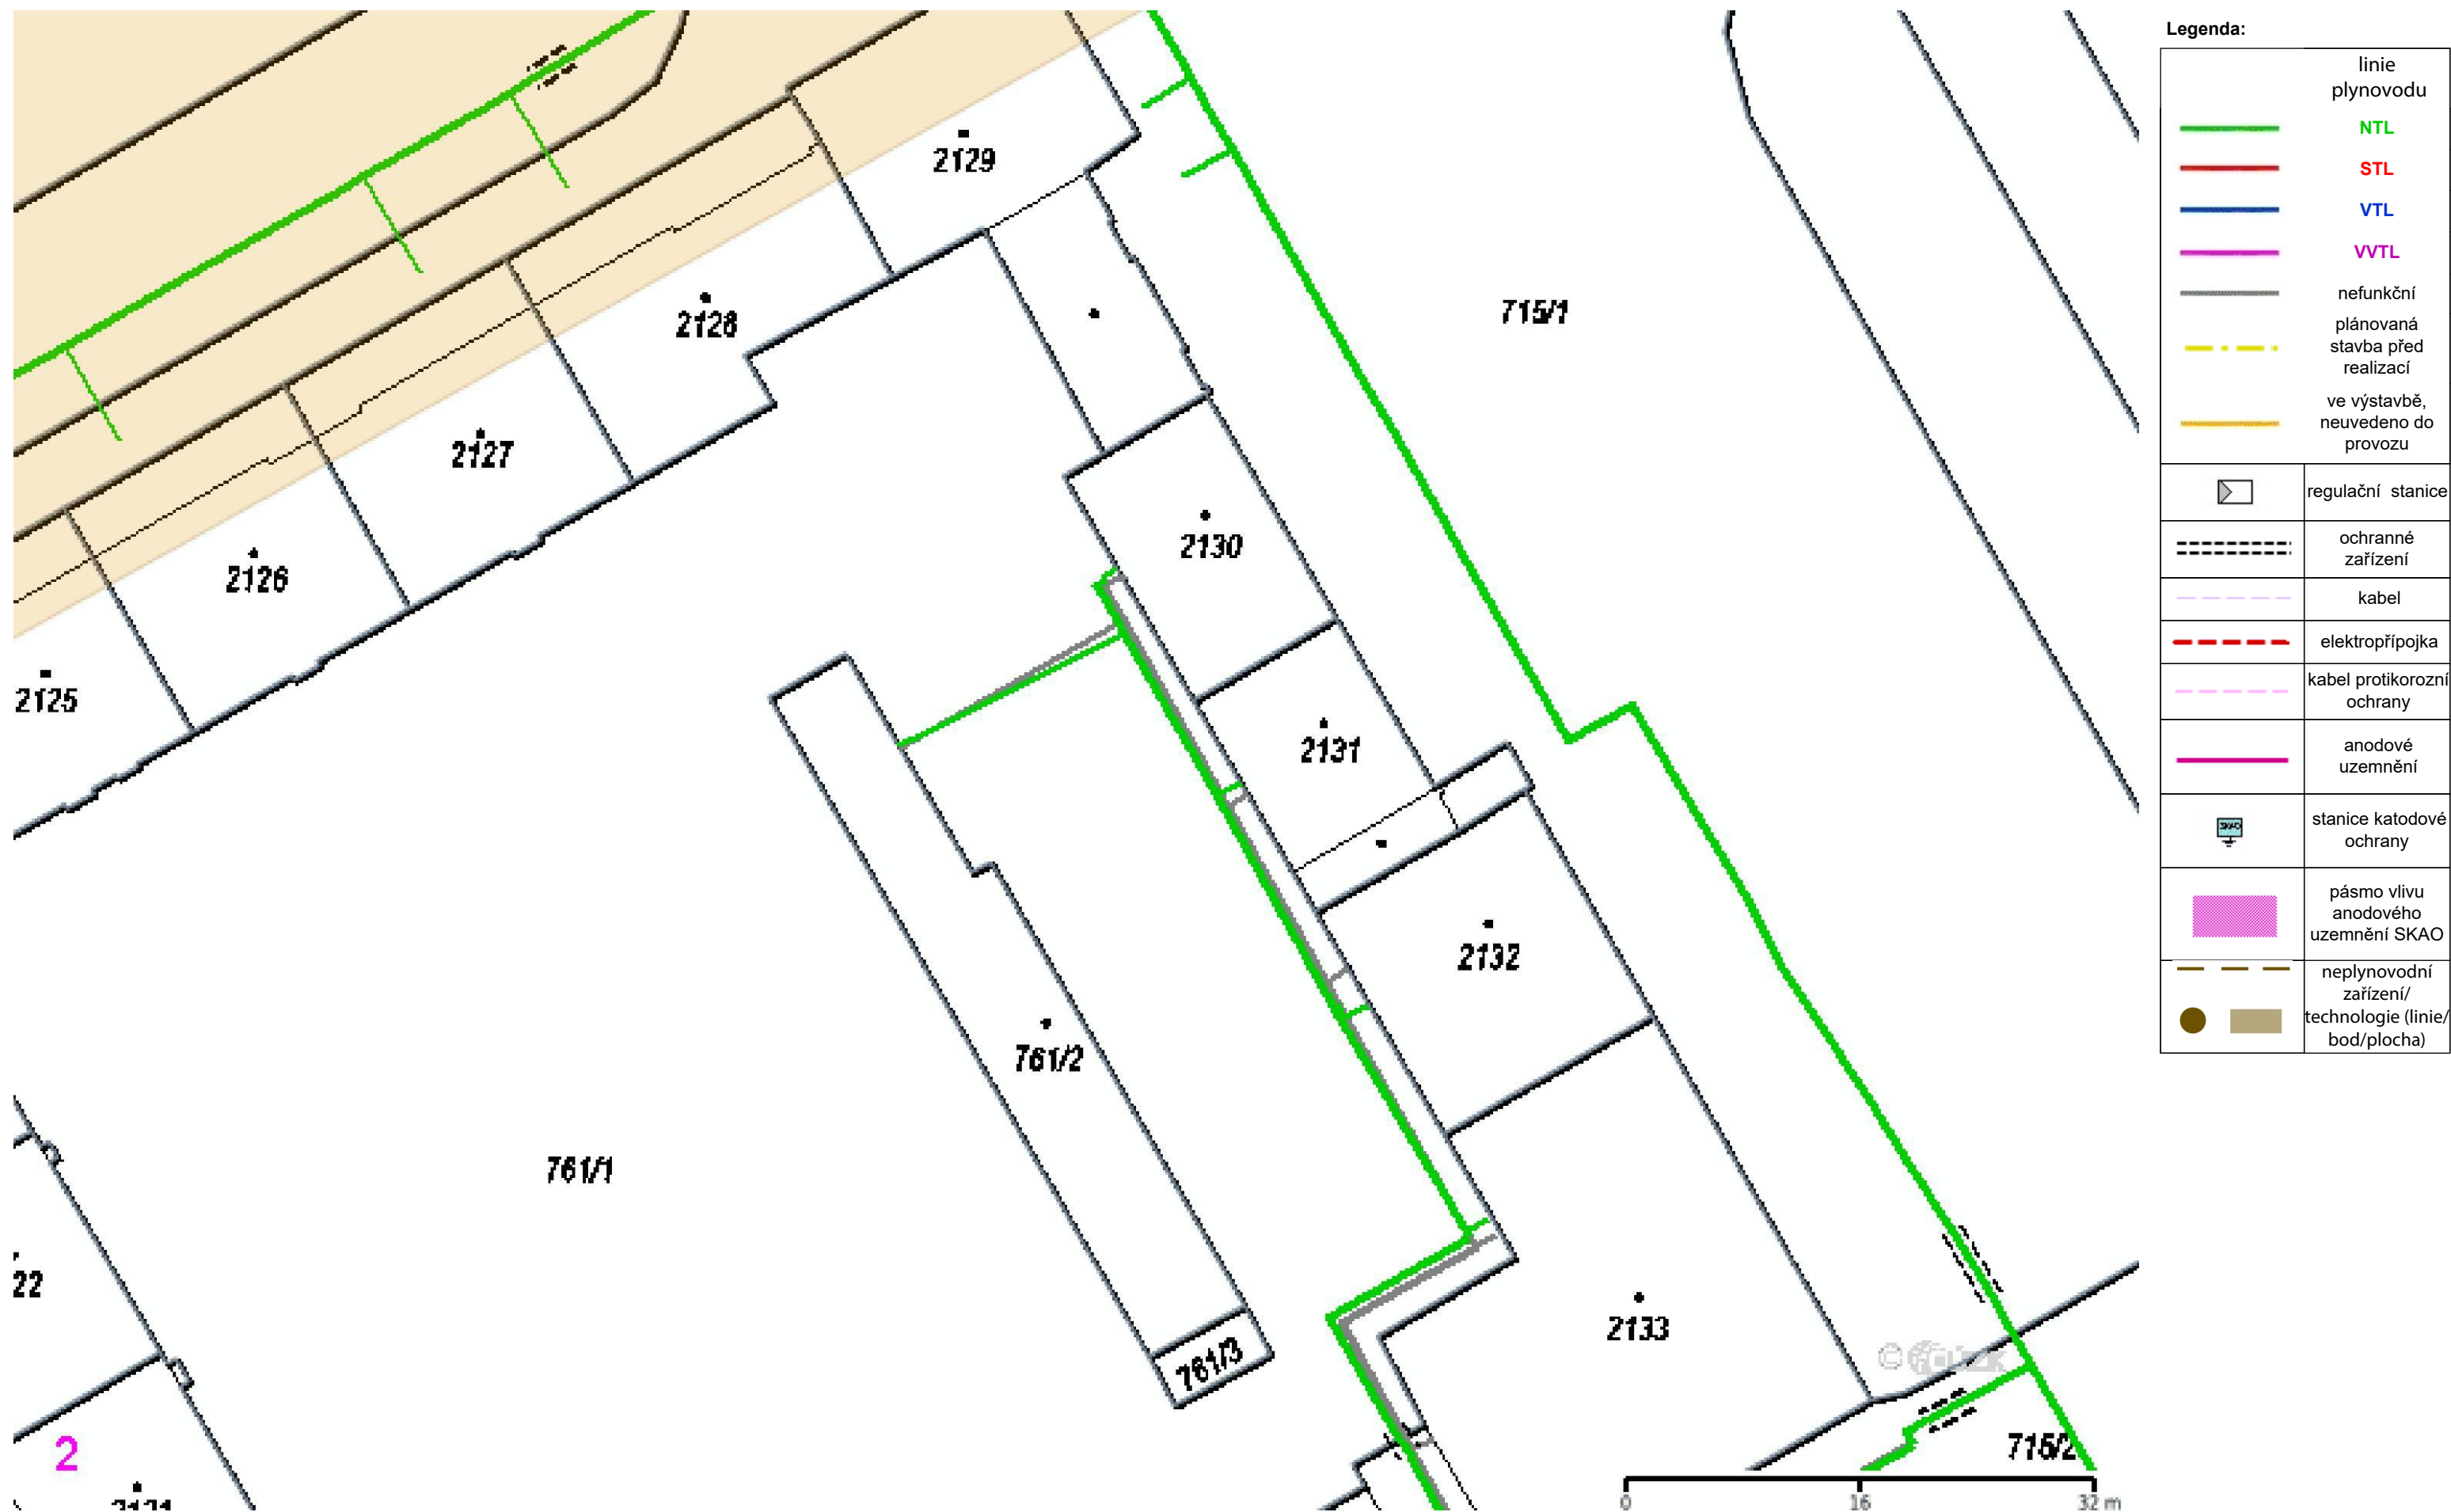 Legenda:
linie
plynovodu
NTL
STL
VTL
VVTL
nefunkční
plánovaná
stavba před
realizací
ve výstavbě,
neuvedeno do
provozu
regulační stanice
ochranné
zařízení
kabel
elektropřípojka
kabel protikorozní
ochrany
anodové
uzemnění
SKAO
stanice katodové
ochrany
pásmo vlivu
anodového
uzemnění SKAO
neplynovodní
zařízení/
technologie (linie/
bod/plocha)
2129
2128
715/1
2127
2130
2126
2125
2131
2132
761/2
761/1
22
2133
761/3
©
2
715/2
0 16 32 m